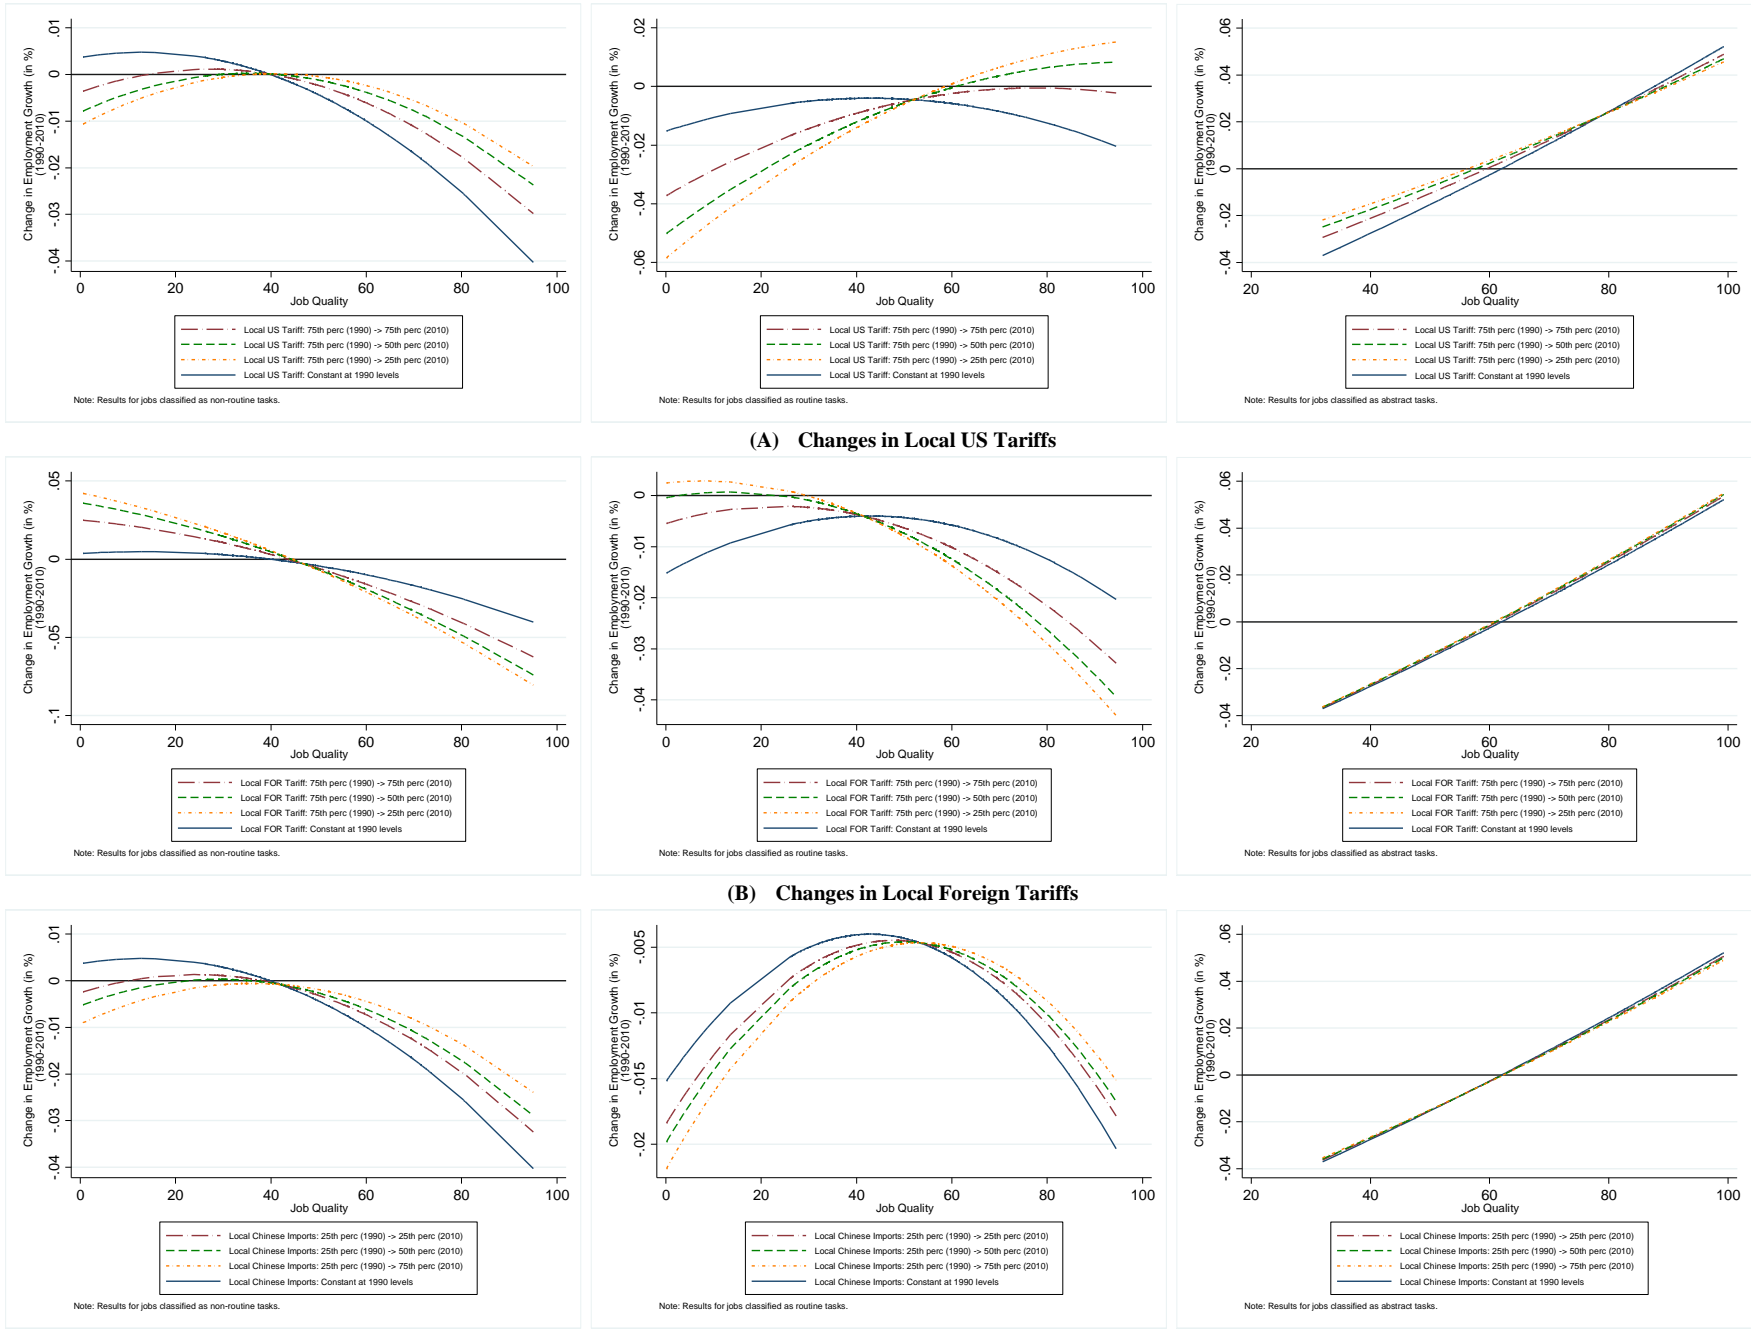 Change in Employment Growth (in %)
(1990-2010)
.01
0
-.01
-.02
-.03
-.04
0 20 40 60 80 100
Job Quality
Local US Tariff: 75th perc (1990) -> 75th perc (2010)
Local US Tariff: 75th perc (1990) -> 50th perc (2010)
Local US Tariff: 75th perc (1990) -> 25th perc (2010)
Local US Tariff: Constant at 1990 levels
Note: Results for jobs classified as non-routine tasks.
Change in Employment Growth (in %)
(1990-2010)
.02
0
-.02
-.04
-.06
0 20 40 60 80 100
Job Quality
Local US Tariff: 75th perc (1990) -> 75th perc (2010)
Local US Tariff: 75th perc (1990) -> 50th perc (2010)
Local US Tariff: 75th perc (1990) -> 25th perc (2010)
Local US Tariff: Constant at 1990 levels
Note: Results for jobs classified as routine tasks.
Change in Employment Growth (in %)
(1990-2010)
.06
.04
.02
0
-.02
-.04
20 40 60 80 100
Job Quality
Local US Tariff: 75th perc (1990) -> 75th perc (2010)
Local US Tariff: 75th perc (1990) -> 50th perc (2010)
Local US Tariff: 75th perc (1990) -> 25th perc (2010)
Local US Tariff: Constant at 1990 levels
Note: Results for jobs classified as abstract tasks.
(A) Changes in Local US Tariffs
Change in Employment Growth (in %)
(1990-2010)
.05
0
-.05
-.1
0 20 40 60 80 100
Job Quality
Local FOR Tariff: 75th perc (1990) -> 75th perc (2010)
Local FOR Tariff: 75th perc (1990) -> 50th perc (2010)
Local FOR Tariff: 75th perc (1990) -> 25th perc (2010)
Local FOR Tariff: Constant at 1990 levels
Note: Results for jobs classified as non-routine tasks.
Change in Employment Growth (in %)
(1990-2010)
0
-.01
-.02
-.03
-.04
0 20 40 60 80 100
Job Quality
Local FOR Tariff: 75th perc (1990) -> 75th perc (2010)
Local FOR Tariff: 75th perc (1990) -> 50th perc (2010)
Local FOR Tariff: 75th perc (1990) -> 25th perc (2010)
Local FOR Tariff: Constant at 1990 levels
Note: Results for jobs classified as routine tasks.
Change in Employment Growth (in %)
(1990-2010)
.06
.04
.02
0
-.02
-.04
20 40 60 80 100
Job Quality
Local FOR Tariff: 75th perc (1990) -> 75th perc (2010)
Local FOR Tariff: 75th perc (1990) -> 50th perc (2010)
Local FOR Tariff: 75th perc (1990) -> 25th perc (2010)
Local FOR Tariff: Constant at 1990 levels
Note: Results for jobs classified as abstract tasks.
(B) Changes in Local Foreign Tariffs
Change in Employment Growth (in %)
(1990-2010)
.01
0
-.01
-.02
-.03
-.04
0 20 40 60 80 100
Job Quality
Local Chinese Imports: 25th perc (1990) -> 25th perc (2010)
Local Chinese Imports: 25th perc (1990) -> 50th perc (2010)
Local Chinese Imports: 25th perc (1990) -> 75th perc (2010)
Local Chinese Imports: Constant at 1990 levels
Note: Results for jobs classified as non-routine tasks.
Change in Employment Growth (in %)
(1990-2010)
-.005
-.01
-.015
-.02
0 20 40 60 80 100
Job Quality
Local Chinese Imports: 25th perc (1990) -> 25th perc (2010)
Local Chinese Imports: 25th perc (1990) -> 50th perc (2010)
Local Chinese Imports: 25th perc (1990) -> 75th perc (2010)
Local Chinese Imports: Constant at 1990 levels
Note: Results for jobs classified as routine tasks.
Change in Employment Growth (in %)
(1990-2010)
.06
.04
.02
0
-.02
-.04
20 40 60 80 100
Job Quality
Local Chinese Imports: 25th perc (1990) -> 25th perc (2010)
Local Chinese Imports: 25th perc (1990) -> 50th perc (2010)
Local Chinese Imports: 25th perc (1990) -> 75th perc (2010)
Local Chinese Imports: Constant at 1990 levels
Note: Results for jobs classified as abstract tasks.